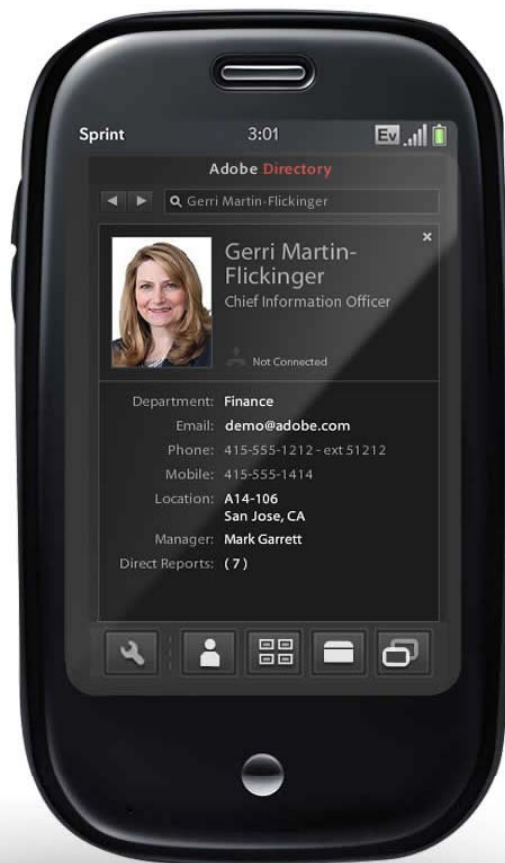 Sprint 3:01 Ev
Adobe Directory
Gerri Martin-Flickinger
Gerri Martin-
Flickinger
Chief Information Officer
Not Connected
Department: Finance
Email: demo@adobe.com
Phone: 415-555-1212 - ext 51212
Mobile: 415-555-1414
Location: A14-106
San Jose, CA
Manager: Mark Garrett
Direct Reports: ( 7 )